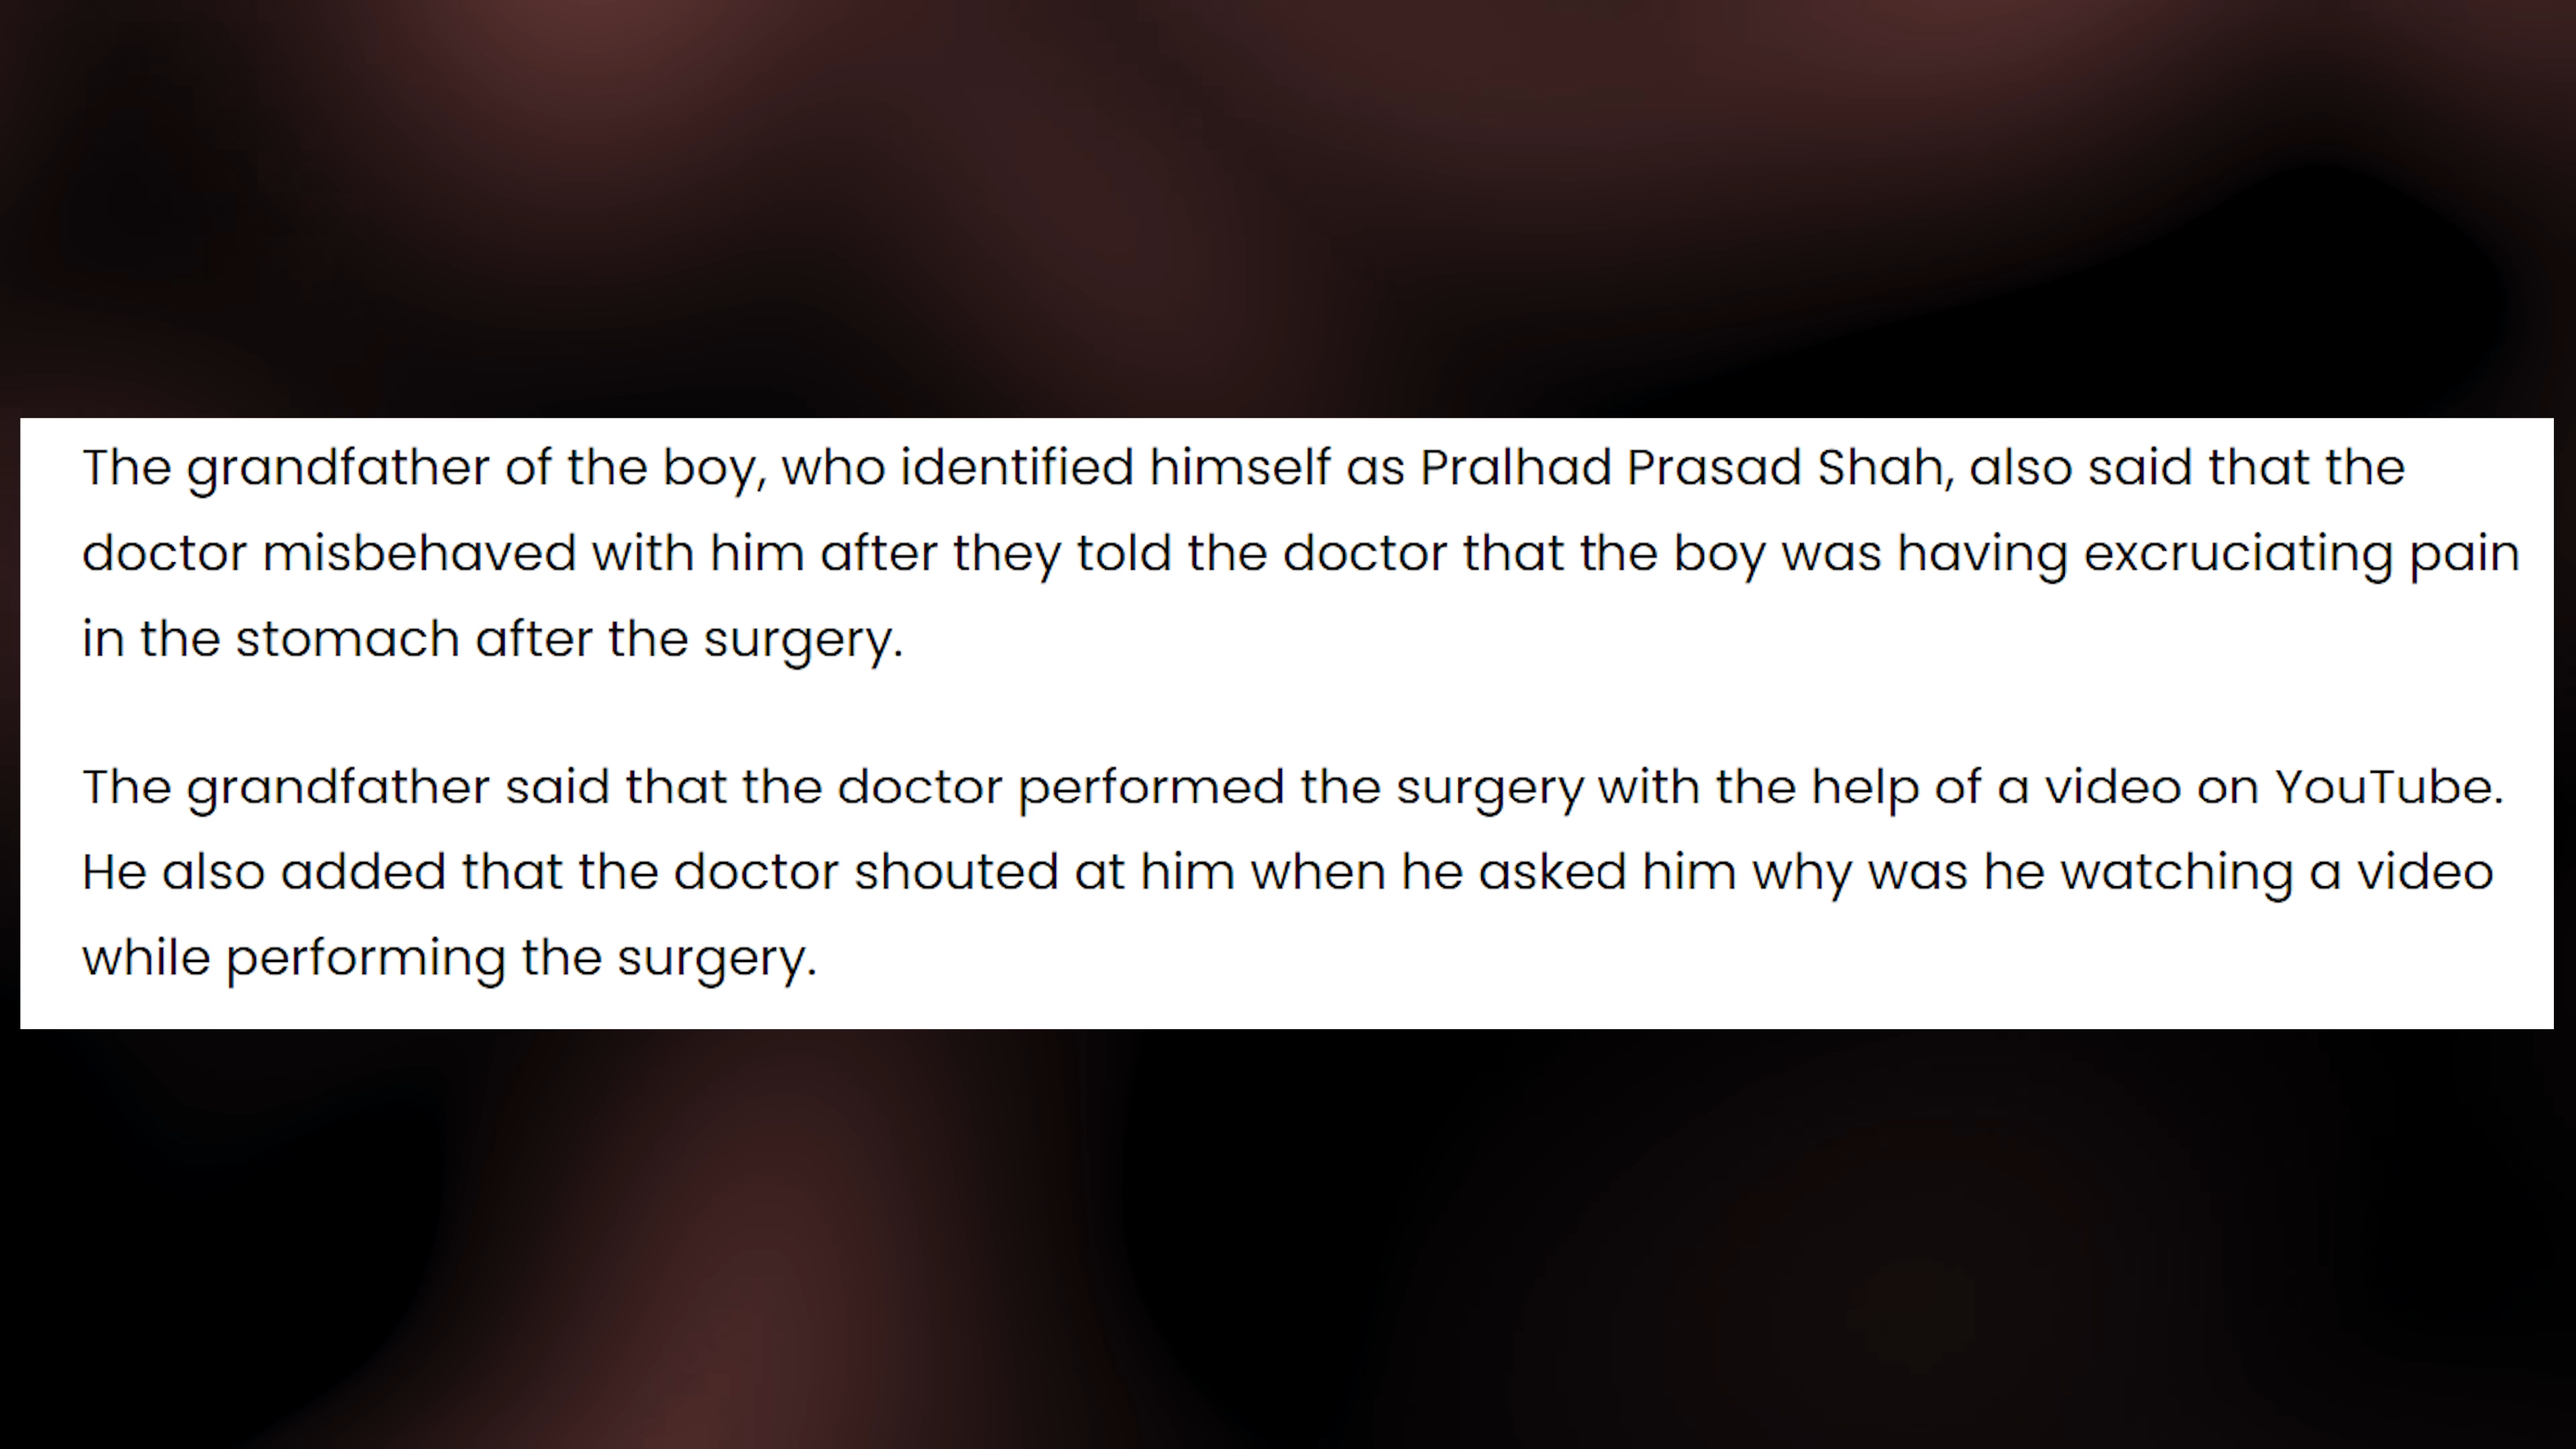 The grandfather of the boy, who identified himself as Pralhad Prasad Shah, also said that the
doctor misbehaved with him after they told the doctor that the boy was having excruciating pain
in the stomach after the surgery.
The grandfather said that the doctor performed the surgery with the help of a video on YouTube.
He also added that the doctor shouted at him when he asked him why was he watching a video
while performing the surgery.